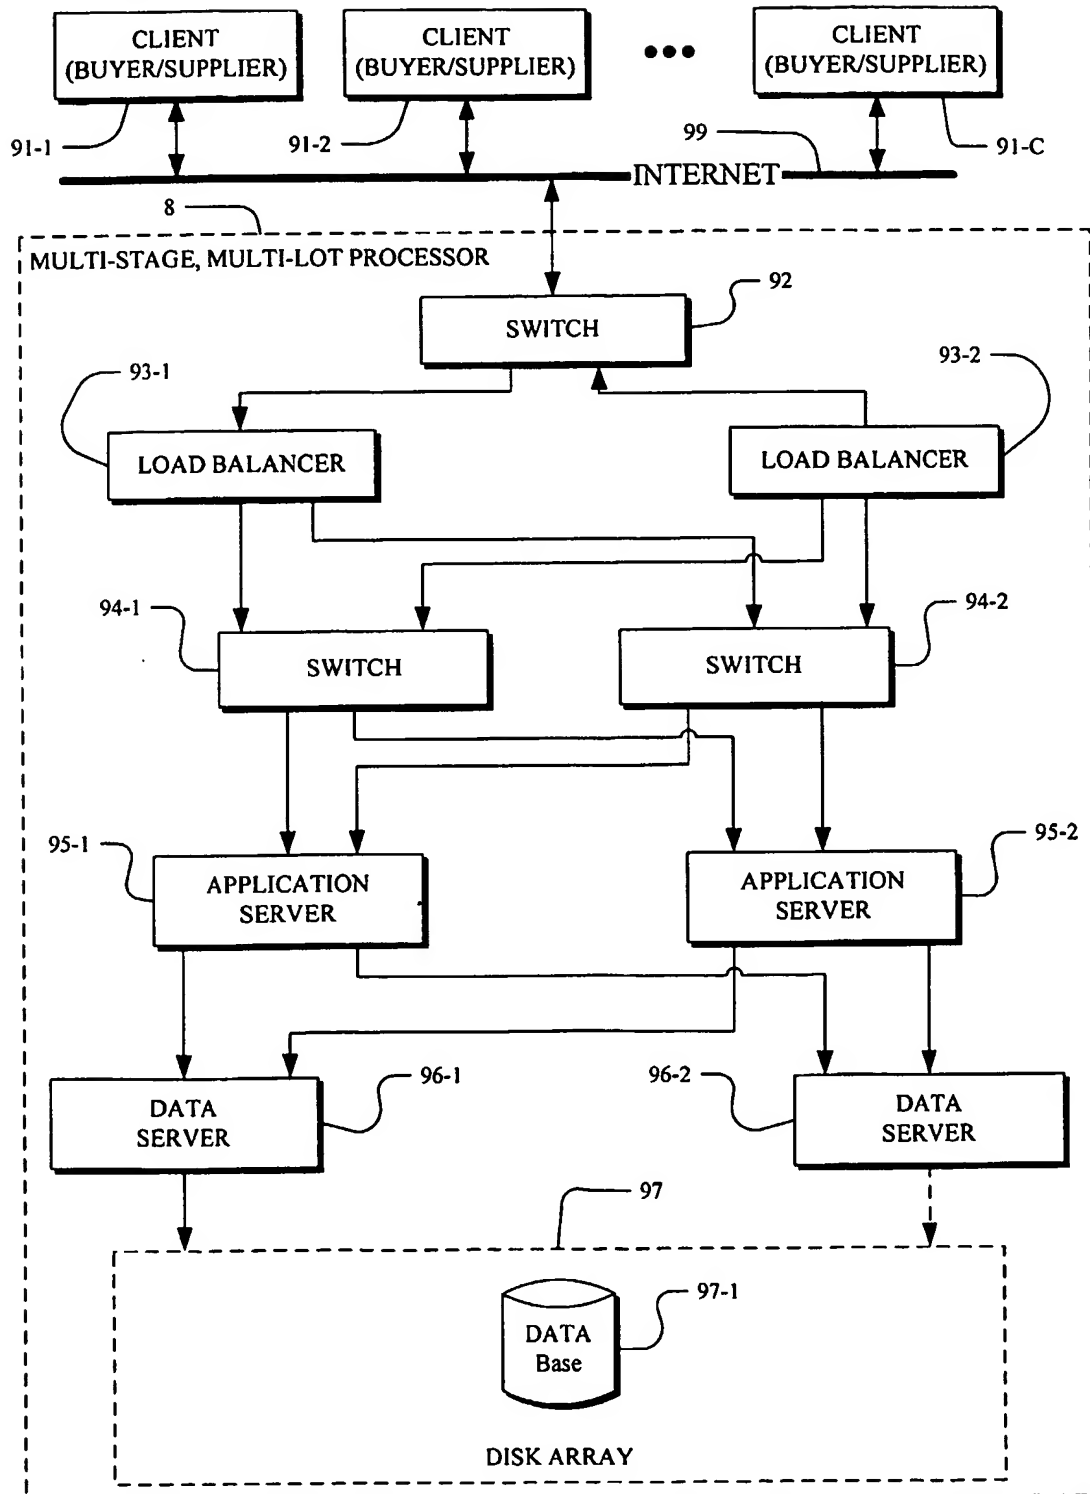 CLIENT
(BUYER/SUPPLIER)
CLIENT
(BUYER/SUPPLIER)
CLIENT
(BUYER/SUPPLIER)
91-1
91-2
99
91-C
INTERNET
8
MULTI-STAGE, MULTI-LOT PROCESSOR
92
SWITCH
93-1
93-2
LOAD BALANCER
LOAD BALANCER
94-1
94-2
SWITCH
SWITCH
95-1
95-2
APPLICATION
SERVER
APPLICATION
SERVER
96-1
96-2
DATA
SERVER
DATA
SERVER
97
97-1
DATA
Base
DISK ARRAY